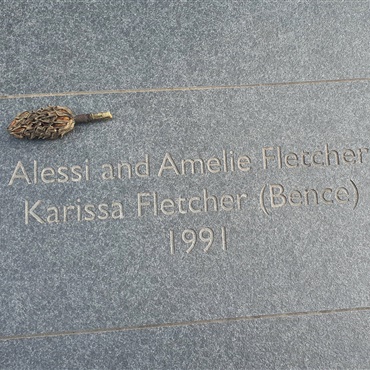 Alessi and Amelie Fletcher
Karissa Fletcher (Bence)
1991